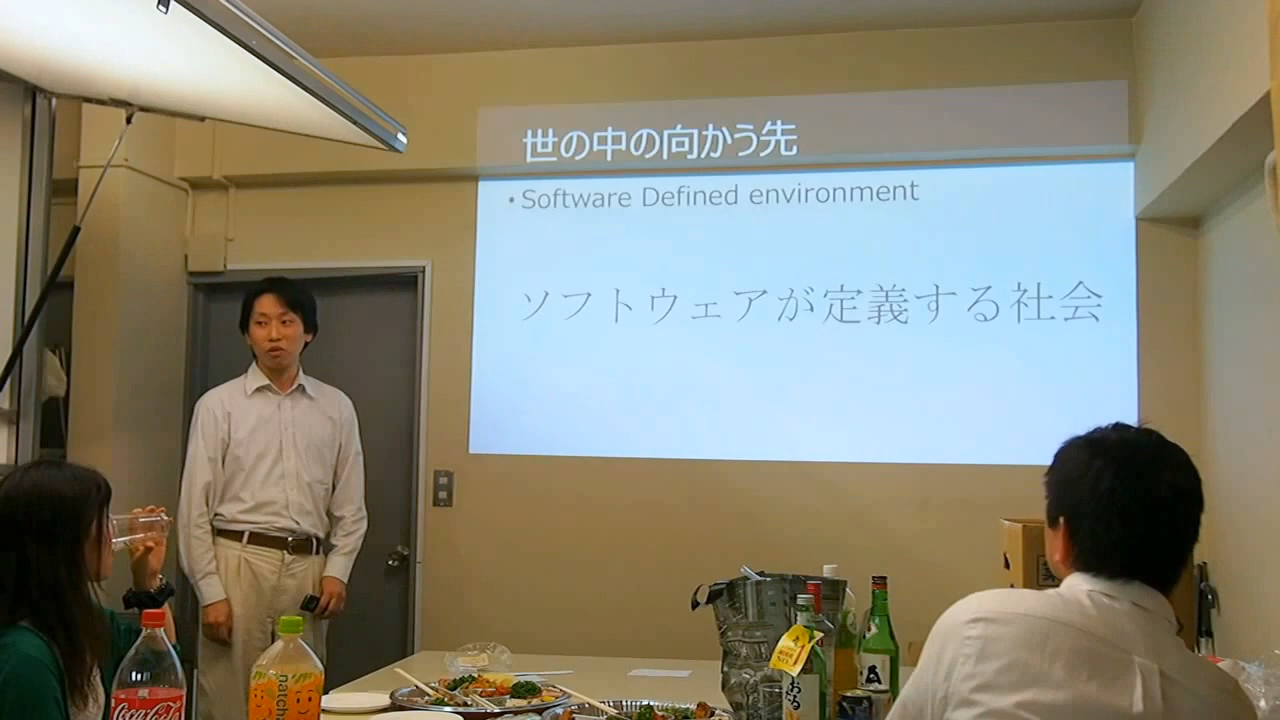 世の中の向かう先
• Software Defined environment
ソフトウェアが定義する社会
Coca-Cola
natcha